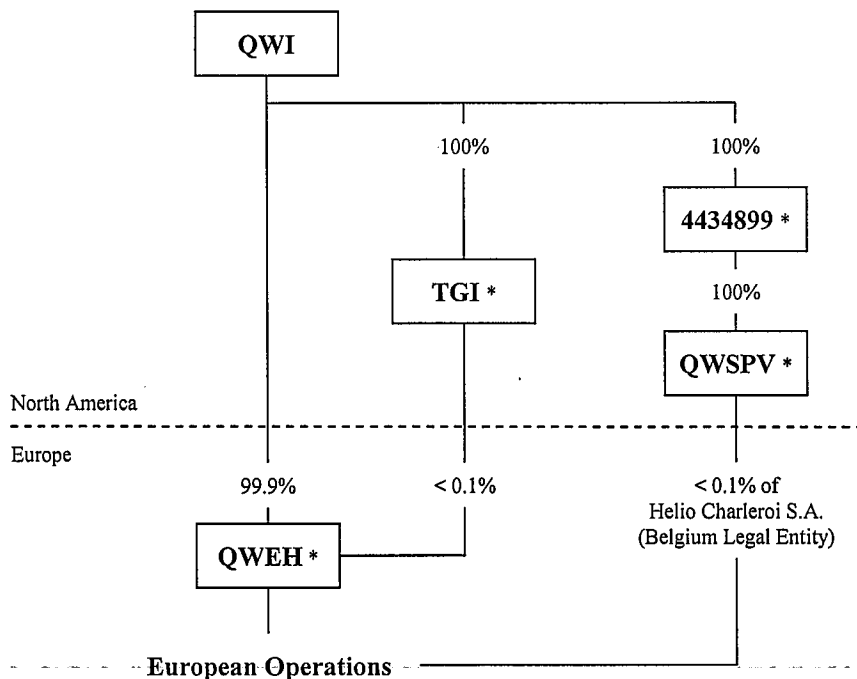 QWI
100%
100%
4434899 *
TGI *
100%
QWSPV *
North America
Europe
99.9%
< 0.1%
< 0.1% of
Helio Charleroi S.A.
(Belgium Legal Entity)
QWEH *
European Operations